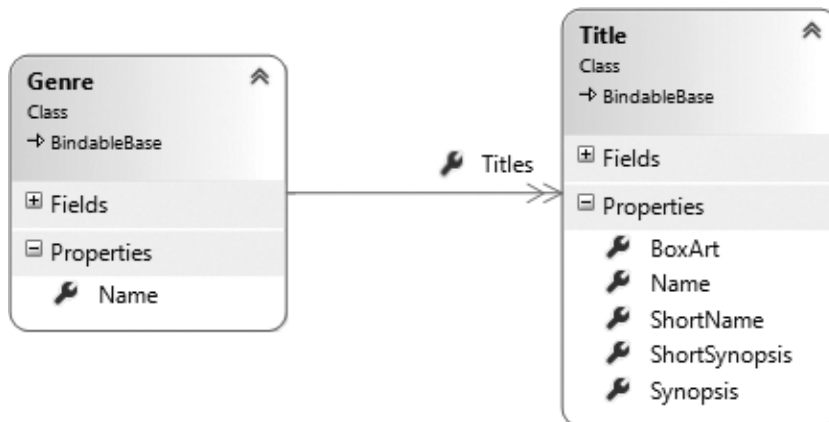 Genre
Class
BindableBase
Fields
Properties
Name
Titles
Title
Class
BindableBase
Fields
Properties
BoxArt
Name
ShortName
ShortSynopsis
Synopsis